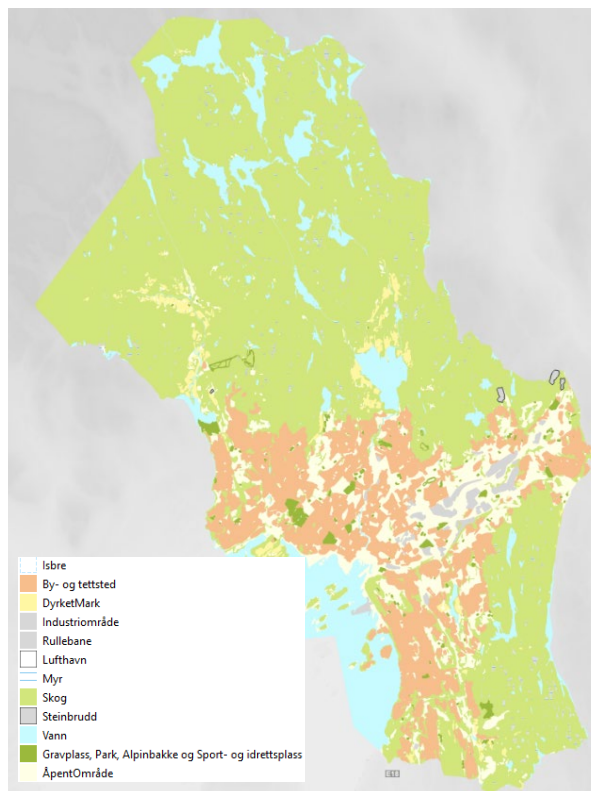 Isbre
By- og tettsted
DyrketMark
Industriområde
Rullebane
Lufthavn
Myr
Skog
Steinbrudd
Vann
Gravplass, Park, Alpinbakke og Sport- og idrettsplass
ÅpentOmråde
E18